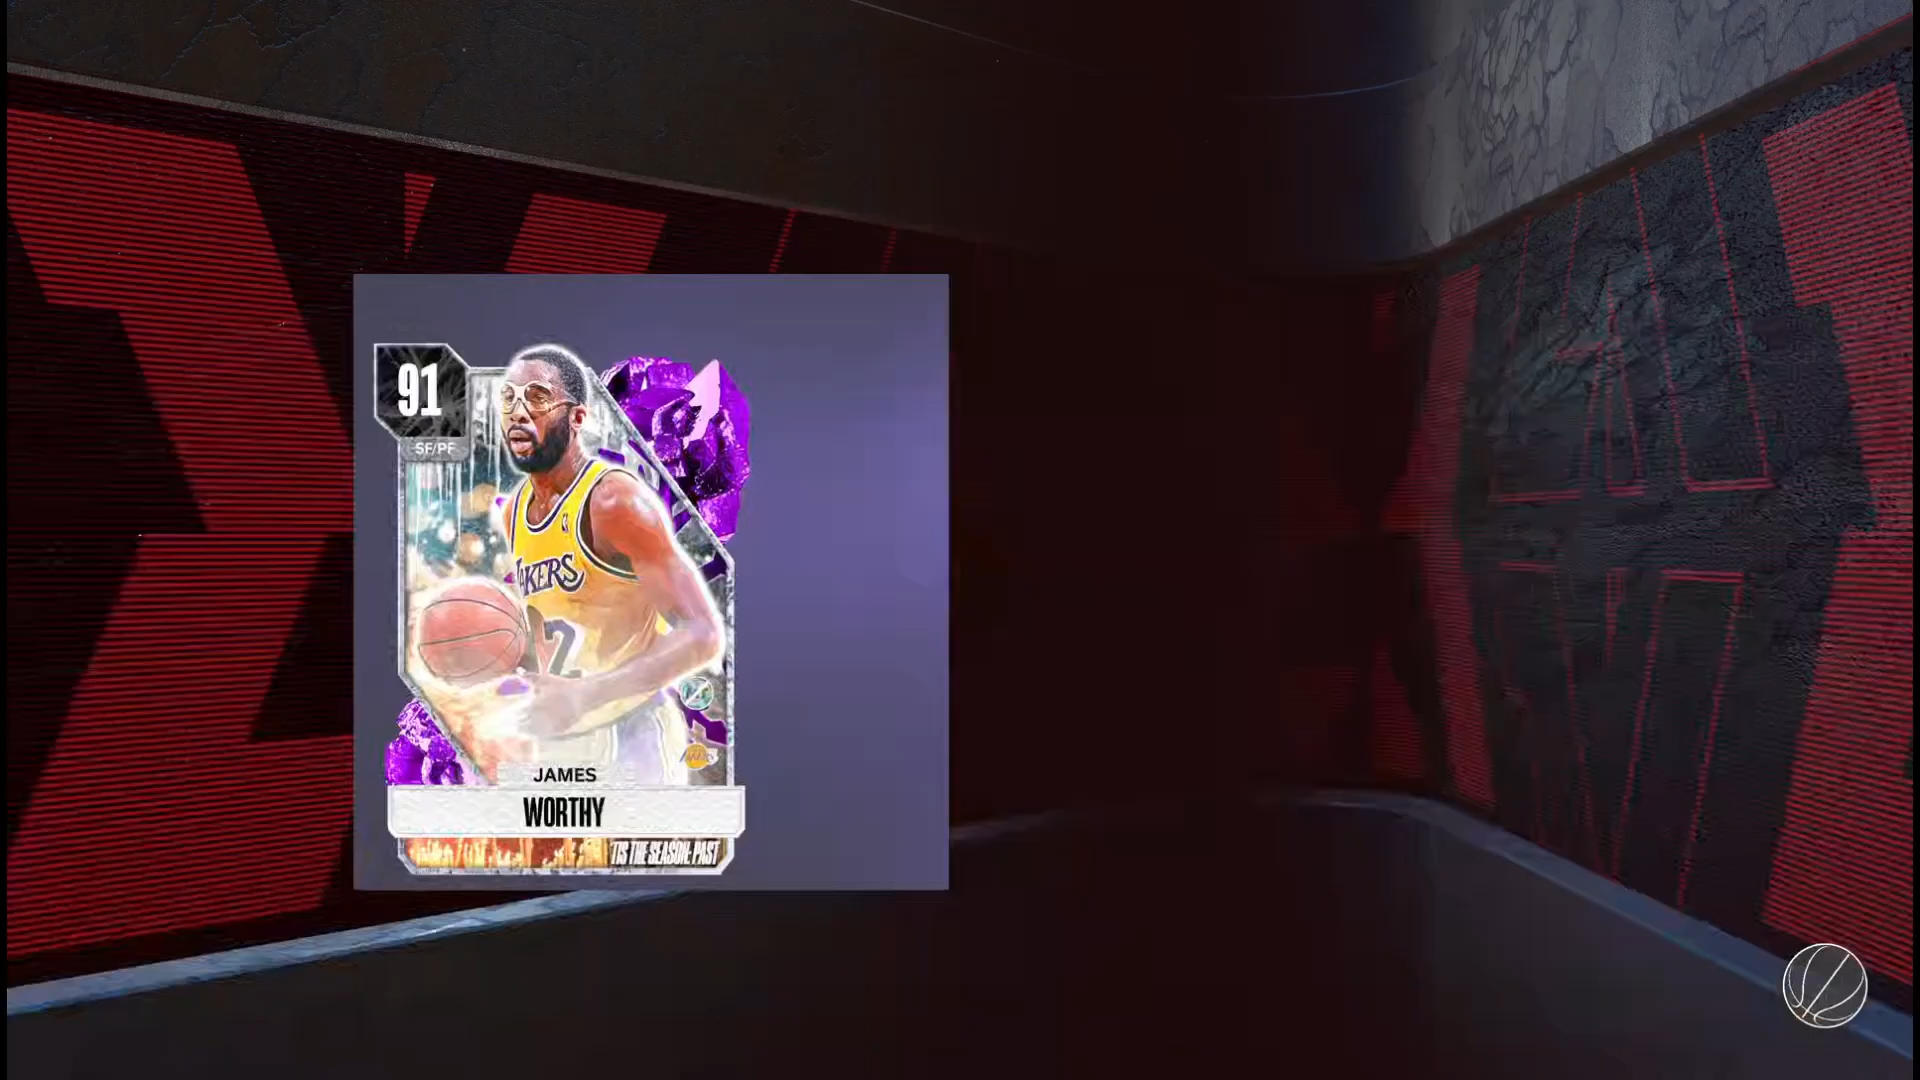 91
SF/PF
LAKERS
JAMES
WORTHY
'TIS THE SEASON: PAST